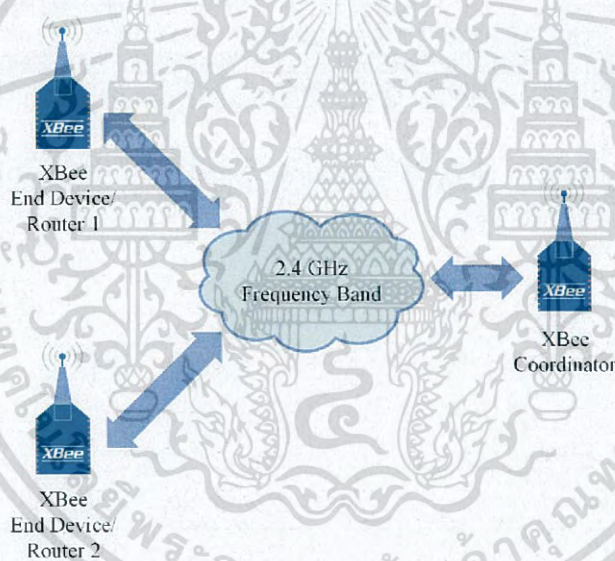 XBee
XBee
End Device/
Router 1
2.4 GHz
Frequency Band
XBee
XBee
Coordinator
XBee
XBee
End Device/
Router 2